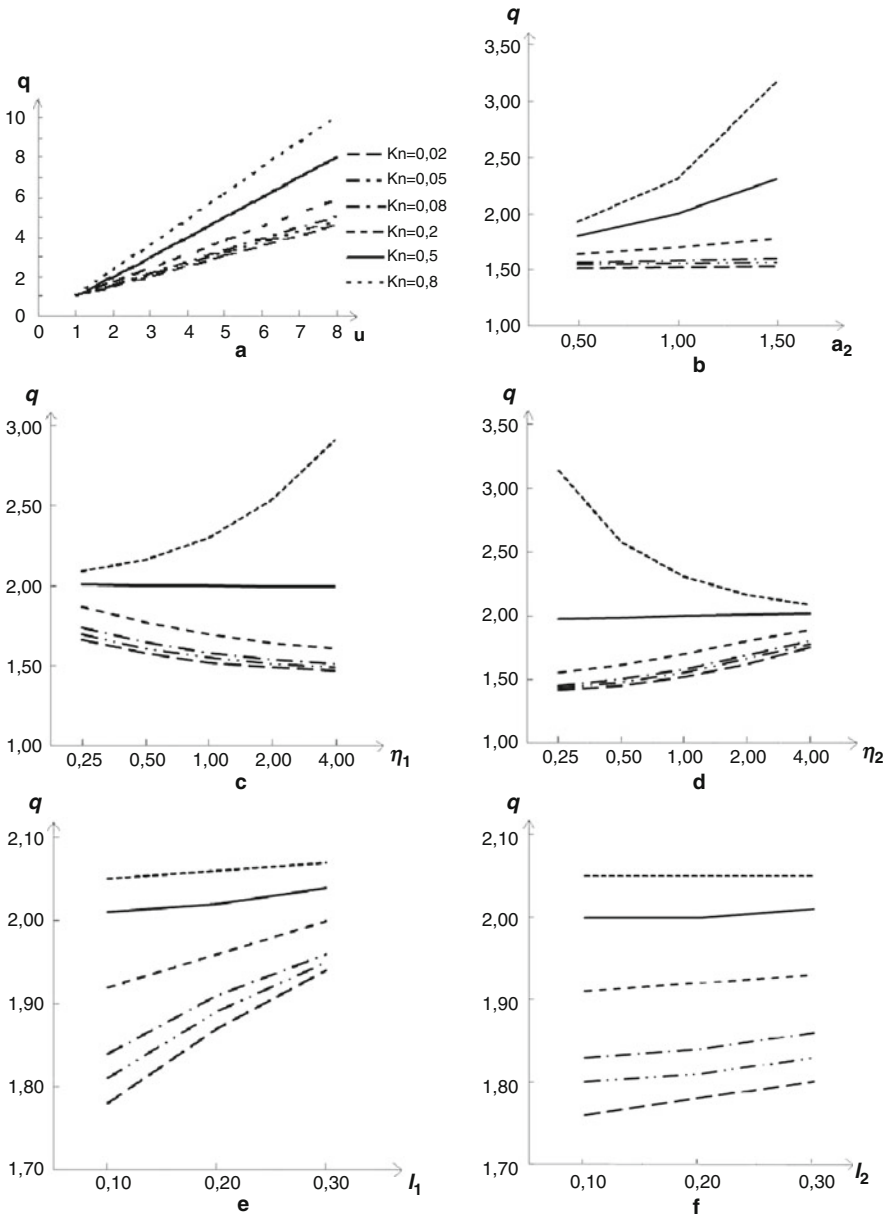 q
10
8
6
4
2
0
0 1 2 3 4 5 6 7 8 u
a
Kn=0,02
Kn=0,05
Kn=0,08
Kn=0,2
Kn=0,5
Kn=0,8
q
3,50
3,00
2,50
2,00
1,50
1,00
0,50 1,00 1,50 a₂
b
q
3,00
2,50
2,00
1,50
1,00
0,25 0,50 1,00 2,00 4,00 η₁
c
q
3,50
3,00
2,50
2,00
1,50
1,00
0,25 0,50 1,00 2,00 4,00 η₂
d
q
2,10
2,00
1,90
1,80
1,70
0,10 0,20 0,30 l₁
e
q
2,10
2,00
1,90
1,80
1,70
0,10 0,20 0,30 l₂
f